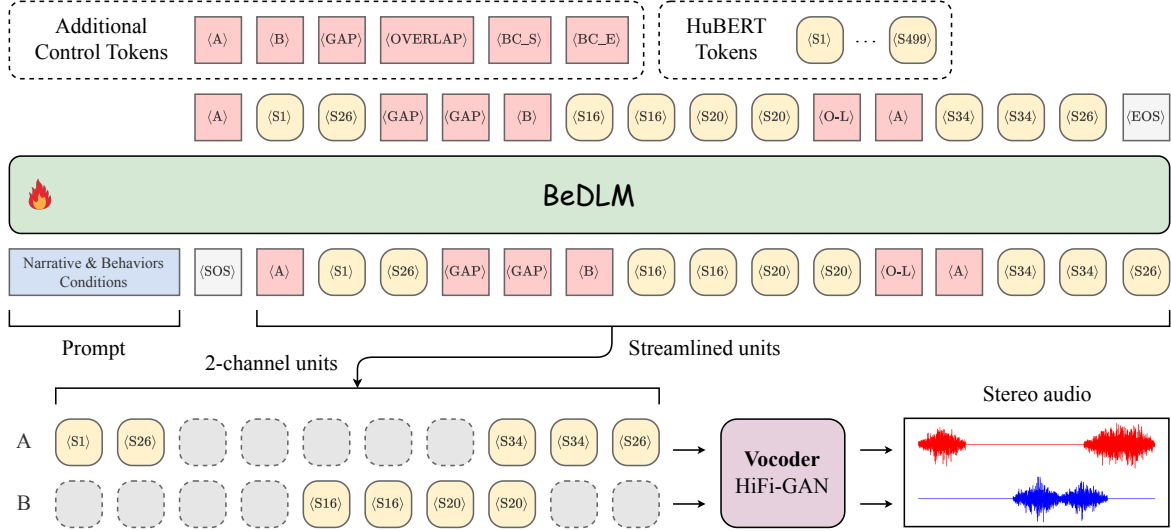 Additional
Control Tokens
⟨A⟩ ⟨B⟩ ⟨GAP⟩ ⟨OVERLAP⟩ ⟨BC_S⟩ ⟨BC_E⟩
HuBERT
Tokens
⟨S1⟩ ... ⟨S499⟩
⟨A⟩ ⟨S1⟩ ⟨S26⟩ ⟨GAP⟩ ⟨GAP⟩ ⟨B⟩ ⟨S16⟩ ⟨S16⟩ ⟨S20⟩ ⟨S20⟩ ⟨O-L⟩ ⟨A⟩ ⟨S34⟩ ⟨S34⟩ ⟨S26⟩ ⟨EOS⟩
BeDLM
Narrative & Behaviors
Conditions
⟨SOS⟩ ⟨A⟩ ⟨S1⟩ ⟨S26⟩ ⟨GAP⟩ ⟨GAP⟩ ⟨B⟩ ⟨S16⟩ ⟨S16⟩ ⟨S20⟩ ⟨S20⟩ ⟨O-L⟩ ⟨A⟩ ⟨S34⟩ ⟨S34⟩ ⟨S26⟩
Prompt
Streamlined units
2-channel units
A ⟨S1⟩ ⟨S26⟩ ⟨S34⟩ ⟨S34⟩ ⟨S26⟩
B ⟨S16⟩ ⟨S16⟩ ⟨S20⟩ ⟨S20⟩
Vocoder
HiFi-GAN
Stereo audio